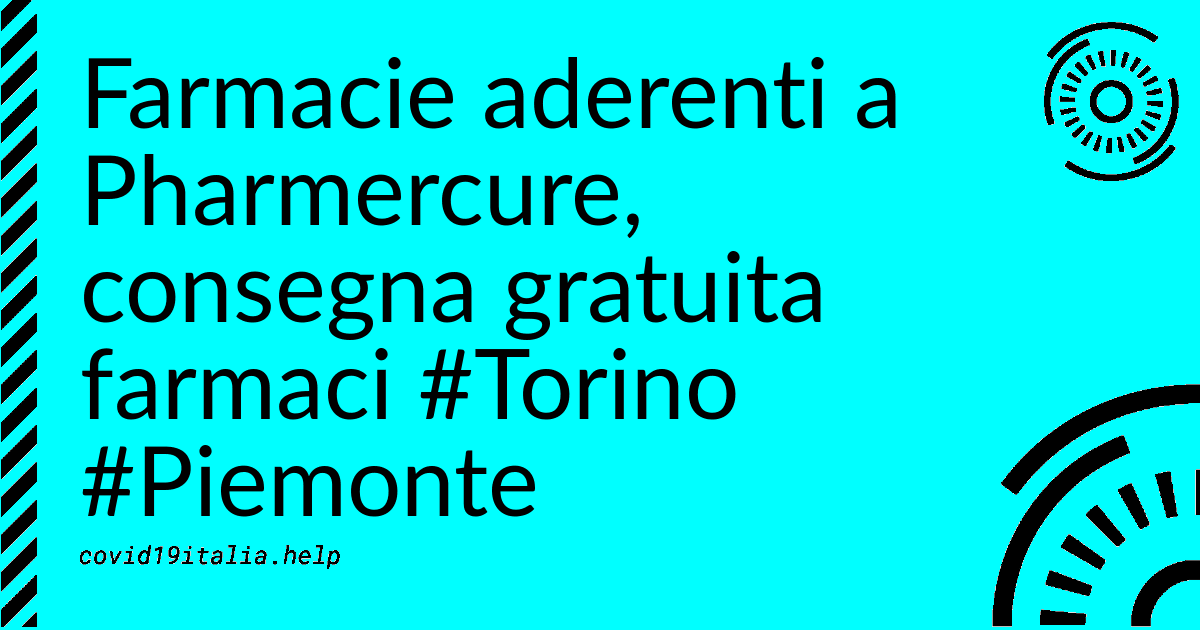 Farmacie aderenti a
Pharmercure,
consegna gratuita
farmaci #Torino
#Piemonte
covid19italia.help